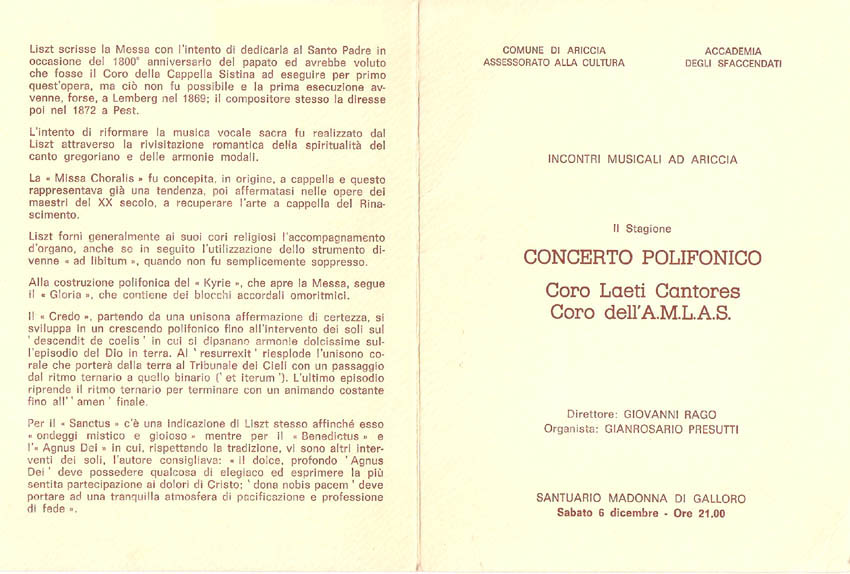 Liszt scrisse la Messa con l'intento di dedicarla al Santo Padre in
occasione del 1800° anniversario del papato ed avrebbe voluto
che fosse il Coro della Cappella Sistina ad eseguire per primo
quest'opera, ma ciò non fu possibile e la prima esecuzione av-
venne, forse, a Lemberg nel 1869; il compositore stesso la diresse
poi nel 1872 a Pest.
L'intento di riformare la musica vocale sacra fu realizzato dal
Liszt attraverso la rivisitazione romantica della spiritualità del
canto gregoriano e delle armonie modali.
La « Missa Choralis » fu concepita, in origine, a cappella e questo
rappresentava già una tendenza, poi affermatasi nelle opere dei
maestri del XX secolo, a recuperare l'arte a cappella del Rina-
scimento.
Liszt fornì generalmente ai suoi cori religiosi l'accompagnamento
d'organo, anche se in seguito l'utilizzazione dello strumento di-
venne « ad libitum », quando non fu semplicemente soppresso.
Alla costruzione polifonica del « Kyrie », che apre la Messa, segue
il « Gloria », che contiene dei blocchi accordali omoritmici.
Il « Credo », partendo da una unisona affermazione di certezza, si
sviluppa in un crescendo polifonico fino all'intervento dei soli sul
' descendit de coelis ' in cui si dipanano armonie dolcissime sul-
l'episodio del Dio in terra. Al ' resurrexit ' riesplode l'unisono co-
rale che porterà dalla terra al Tribunale dei Cieli con un passaggio
dal ritmo ternario a quello binario (' et iterum '). L'ultimo episodio
riprende il ritmo ternario per terminare con un animando costante
fino all' ' amen ' finale.
Per il « Sanctus » c'è una indicazione di Liszt stesso affinché esso
« ondeggi mistico e gioioso » mentre per il « Benedictus » e
l'« Agnus Dei » in cui, rispettando la tradizione, vi sono altri inter-
venti dei soli, l'autore consigliava: « Il dolce, profondo ' Agnus
Dei ' deve possedere qualcosa di elegiaco ed esprimere la più
sentita partecipazione ai dolori di Cristo; ' dona nobis pacem ' deve
portare ad una tranquilla atmosfera di pacificazione e professione
di fede ».
COMUNE DI ARICCIA
ASSESSORATO ALLA CULTURA
ACCADEMIA
DEGLI SFACCENDATI
INCONTRI MUSICALI AD ARICCIA
II Stagione
CONCERTO POLIFONICO
Coro Laeti Cantores
Coro dell'A.M.L.A.S.
Direttore: GIOVANNI RAGO
Organista: GIANROSARIO PRESUTTI
SANTUARIO MADONNA DI GALLORO
Sabato 6 dicembre - Ore 21.00